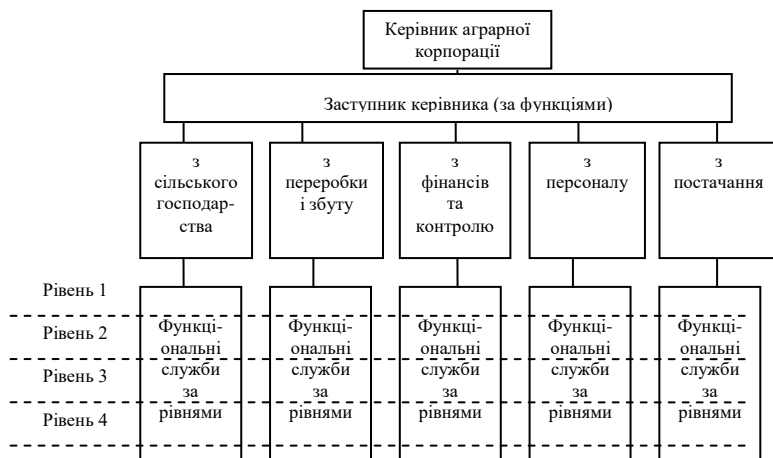 Керівник аграрної
корпорації
Заступник керівника (за функціями)
з
сільського
господар-
ства
з
переробки
і збуту
з
фінансів
та
контролю
з
персоналу
з
постачання
Рівень 1
Рівень 2
Рівень 3
Рівень 4
Функці-
ональні
служби
за
рівнями
Функці-
ональні
служби
за
рівнями
Функці-
ональні
служби
за
рівнями
Функці-
ональні
служби
за
рівнями
Функці-
ональні
служби
за
рівнями